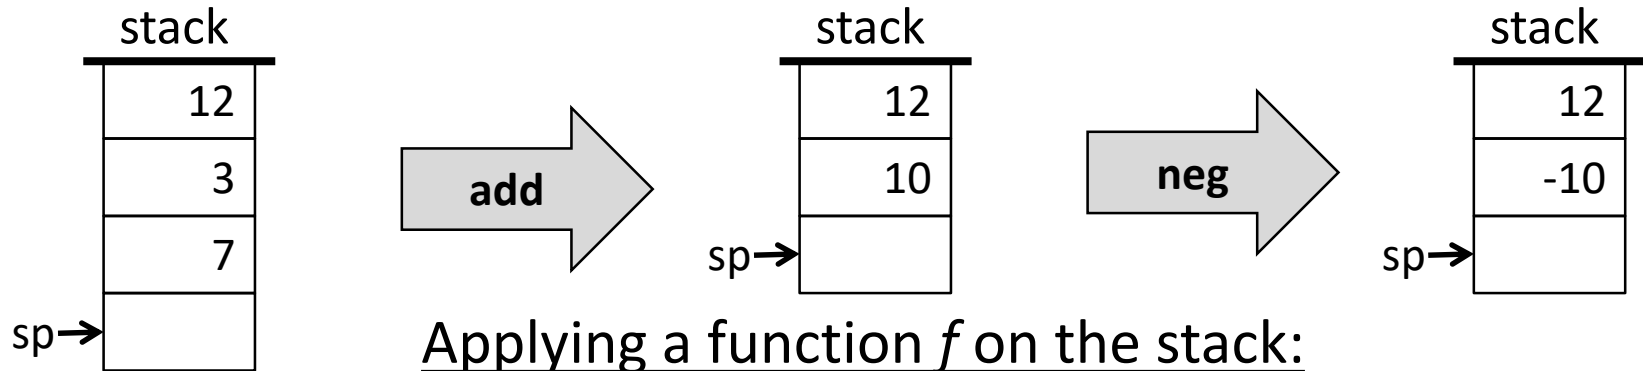 stack
12
3
7
sp
add
stack
12
10
sp
neg
stack
12
-10
sp
Applying a function f on the stack: